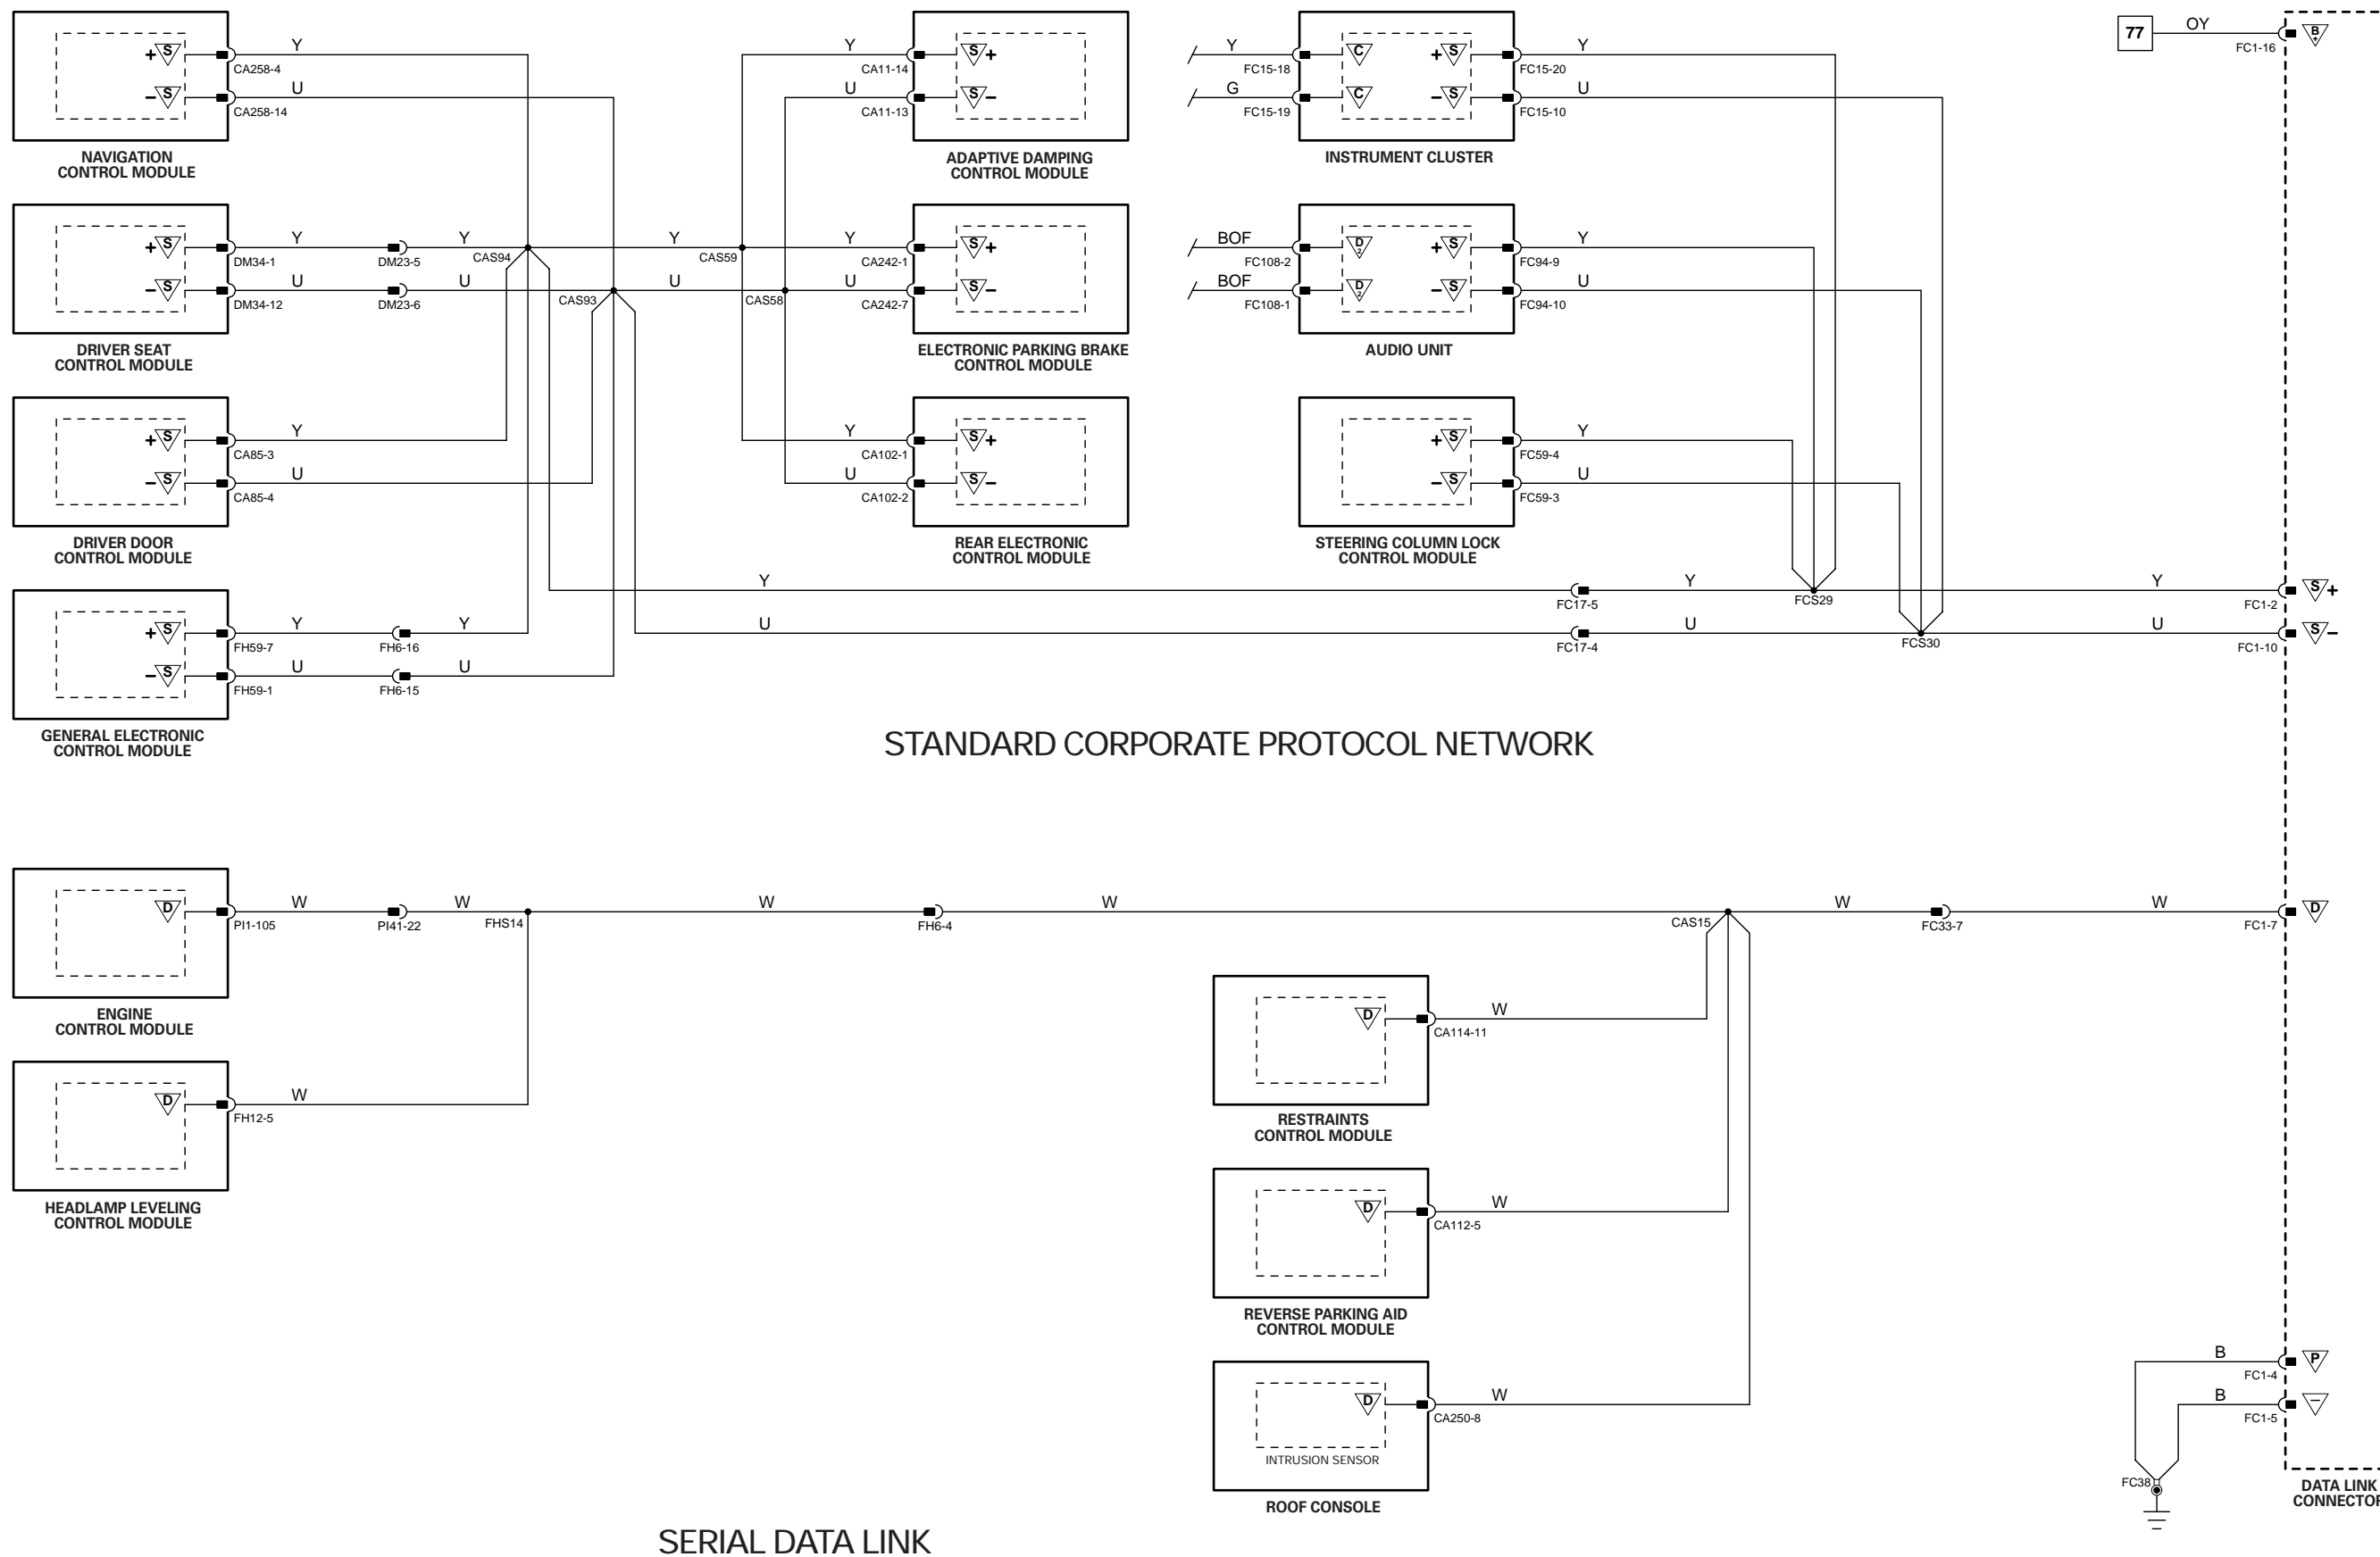 Y
CA258-4
U
CA258-14
+ S
– S
NAVIGATION
CONTROL MODULE
Y
CA11-14
U
CA11-13
S +
S –
ADAPTIVE DAMPING
CONTROL MODULE
Y
FC15-18
G
FC15-19
C
C
+ S
– S
Y
FC15-20
U
FC15-10
INSTRUMENT CLUSTER
77
OY
FC1-16
B+
+ S
– S
Y
DM34-1
U
DM34-12
DM23-5
DM23-6
Y
U
CAS94
CAS93
Y
U
CAS59
CAS58
Y
CA242-1
U
CA242-7
S +
S –
DRIVER SEAT
CONTROL MODULE
ELECTRONIC PARKING BRAKE
CONTROL MODULE
BOF
FC108-2
BOF
FC108-1
D2
D2
+ S
– S
Y
FC94-9
U
FC94-10
AUDIO UNIT
+ S
– S
Y
CA85-3
U
CA85-4
DRIVER DOOR
CONTROL MODULE
Y
CA102-1
U
CA102-2
S +
S –
REAR ELECTRONIC
CONTROL MODULE
+ S
– S
Y
FC59-4
U
FC59-3
STEERING COLUMN LOCK
CONTROL MODULE
Y
FC17-5
Y
FCS29
Y
FC1-2
S +
U
FC17-4
U
FCS30
U
FC1-10
S –
+ S
– S
Y
FH59-7
U
FH59-1
FH6-16
FH6-15
Y
U
GENERAL ELECTRONIC
CONTROL MODULE
STANDARD CORPORATE PROTOCOL NETWORK
D
W
PI1-105
PI41-22
W
FHS14
W
FH6-4
W
CAS15
W
FC33-7
W
FC1-7
D
ENGINE
CONTROL MODULE
D
W
CA114-11
RESTRAINTS
CONTROL MODULE
D
W
FH12-5
HEADLAMP LEVELING
CONTROL MODULE
D
W
CA112-5
REVERSE PARKING AID
CONTROL MODULE
D
W
CA250-8
INTRUSION SENSOR
ROOF CONSOLE
B
FC1-4
P
B
FC1-5
–
FC38
DATA LINK
CONNECTOR
SERIAL DATA LINK